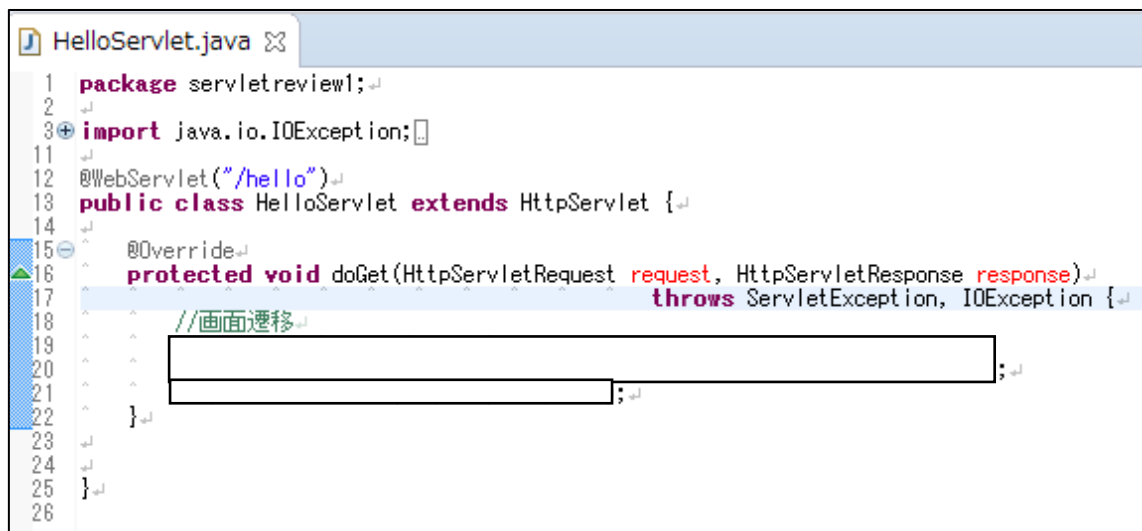 HelloServlet.java
1 package servletreview1;
2
3 import java.io.IOException;
11
12 @WebServlet("/hello")
13 public class HelloServlet extends HttpServlet {
14
15 @Override
16 protected void doGet(HttpServletRequest request, HttpServletResponse response)
17 throws ServletException, IOException {
18 //画面遷移
19
20 ;
21 ;
22 }
23
24
25 }
26